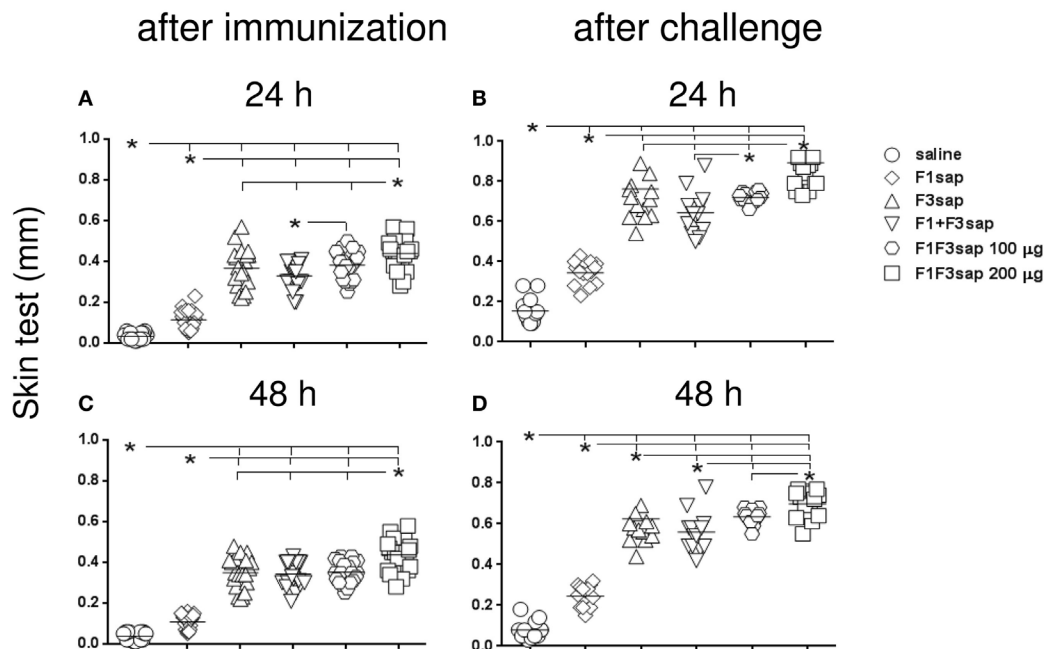 after immunization
after challenge
A
24 h
B
24 h
1.0
0.8
0.6
0.4
0.2
0.0
*
*
*
*
1.0
0.8
0.6
0.4
0.2
0.0
*
*
*
*
saline
F1sap
F3sap
F1+F3sap
F1F3sap 100 µg
F1F3sap 200 µg
Skin test (mm)
C
48 h
D
48 h
1.0
0.8
0.6
0.4
0.2
0.0
*
*
*
1.0
0.8
0.6
0.4
0.2
0.0
*
*
*
*
*